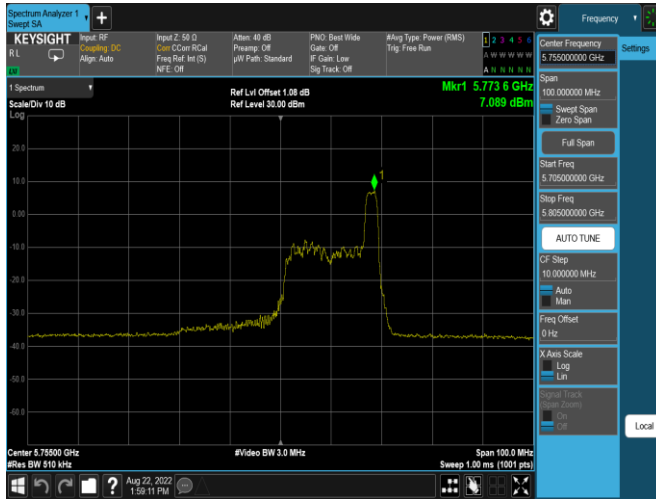 Spectrum Analyzer 1
Swept SA
+
Frequency
KEYSIGHT
RL
LU
Input: RF
Coupling: DC
Align: Auto
Input Z: 50 Ω
Corr CCorr RCal
Freq Ref: Int (S)
NFE: Off
Atten: 40 dB
Preamp: Off
µW Path: Standard
PNO: Best Wide
Gate: Off
IF Gain: Low
Sig Track: Off
#Avg Type: Power (RMS)
Trig: Free Run
1 2 3 4 5 6
A W W W W W
A N N N N N
1 Spectrum
Scale/Div 10 dB
Log
Ref Lvl Offset 1.08 dB
Ref Level 30.00 dBm
Mkr1 5.773 6 GHz
7.089 dBm
1
20.0
10.0
0.00
-10.0
-20.0
-30.0
-40.0
-50.0
-60.0
Center 5.75500 GHz
#Res BW 510 kHz
#Video BW 3.0 MHz
Span 100.0 MHz
Sweep 1.00 ms (1001 pts)
Aug 22, 2022
1:59:11 PM
?
Center Frequency
5.755000000 GHz
Span
100.000000 MHz
Swept Span
Zero Span
Full Span
Start Freq
5.705000000 GHz
Stop Freq
5.805000000 GHz
AUTO TUNE
CF Step
10.000000 MHz
Auto
Man
Freq Offset
0 Hz
X Axis Scale
Log
Lin
Signal Track
(Span Zoom)
On
Off
Settings
Local